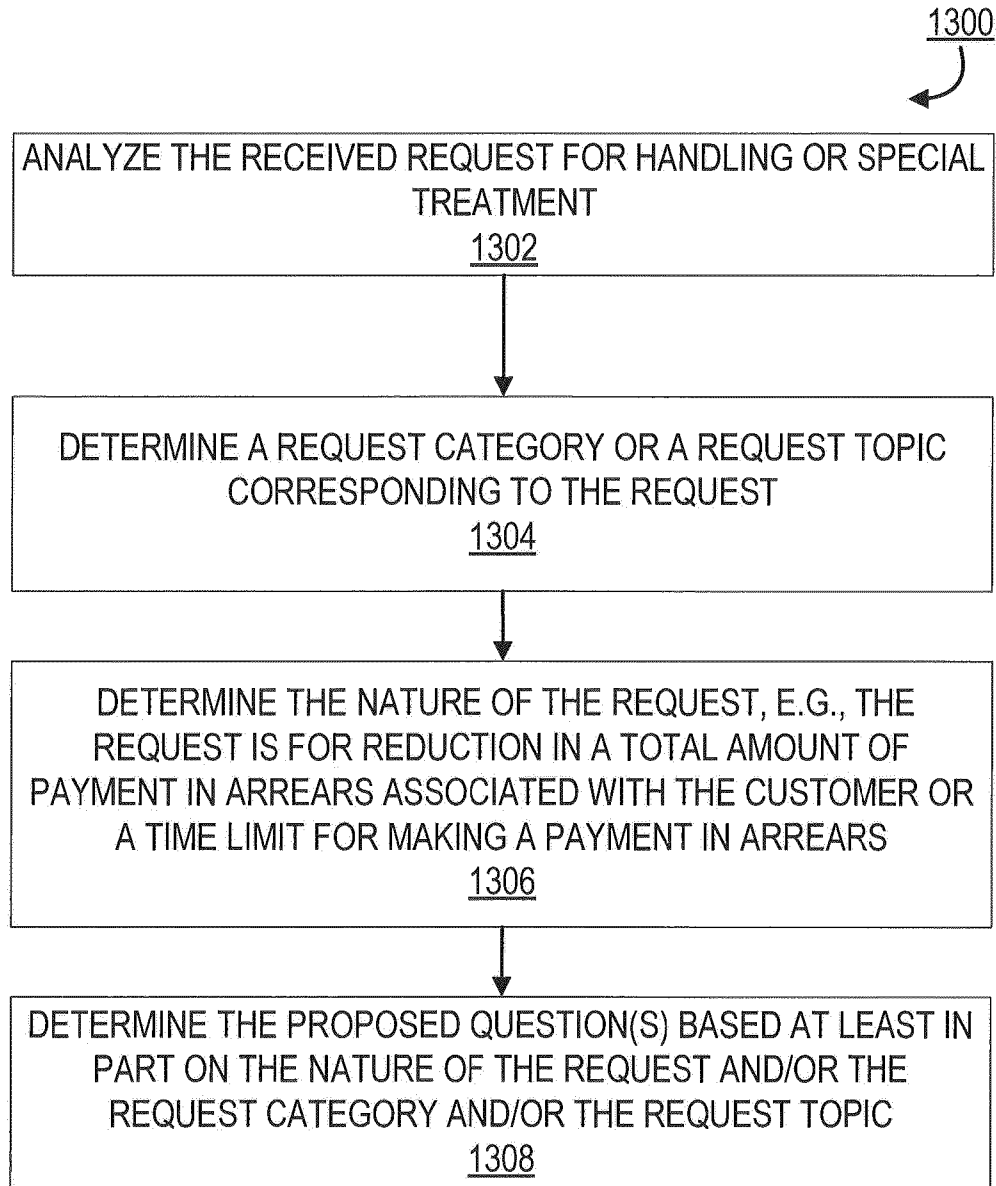 1300
ANALYZE THE RECEIVED REQUEST FOR HANDLING OR SPECIAL
TREATMENT
1302
DETERMINE A REQUEST CATEGORY OR A REQUEST TOPIC
CORRESPONDING TO THE REQUEST
1304
DETERMINE THE NATURE OF THE REQUEST, E.G., THE
REQUEST IS FOR REDUCTION IN A TOTAL AMOUNT OF
PAYMENT IN ARREARS ASSOCIATED WITH THE CUSTOMER OR
A TIME LIMIT FOR MAKING A PAYMENT IN ARREARS
1306
DETERMINE THE PROPOSED QUESTION(S) BASED AT LEAST IN
PART ON THE NATURE OF THE REQUEST AND/OR THE
REQUEST CATEGORY AND/OR THE REQUEST TOPIC
1308